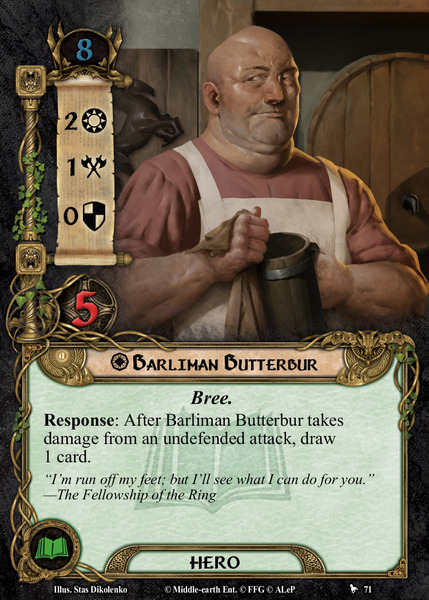 8
2
1
0
5
BARLIMAN BUTTERBUR
Bree.
Response: After Barliman Butterbur takes
damage from an undefended attack, draw
1 card.
“I’m run off my feet; but I’ll see what I can do for you.”
—The Fellowship of the Ring
HERO
Illus. Stas Dikolenko © Middle-earth Ent. © FFG © ALeP 71